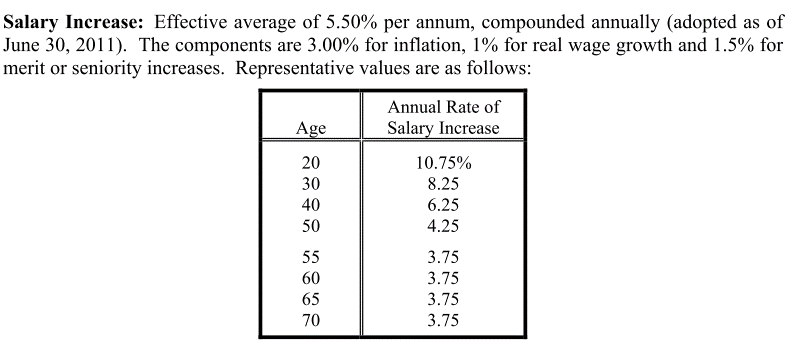 Salary Increase: Effective average of 5.50% per annum, compounded annually (adopted as of
June 30, 2011). The components are 3.00% for inflation, 1% for real wage growth and 1.5% for
merit or seniority increases. Representative values are as follows:
Age Annual Rate of
Salary Increase
20 10.75%
30 8.25
40 6.25
50 4.25
55 3.75
60 3.75
65 3.75
70 3.75